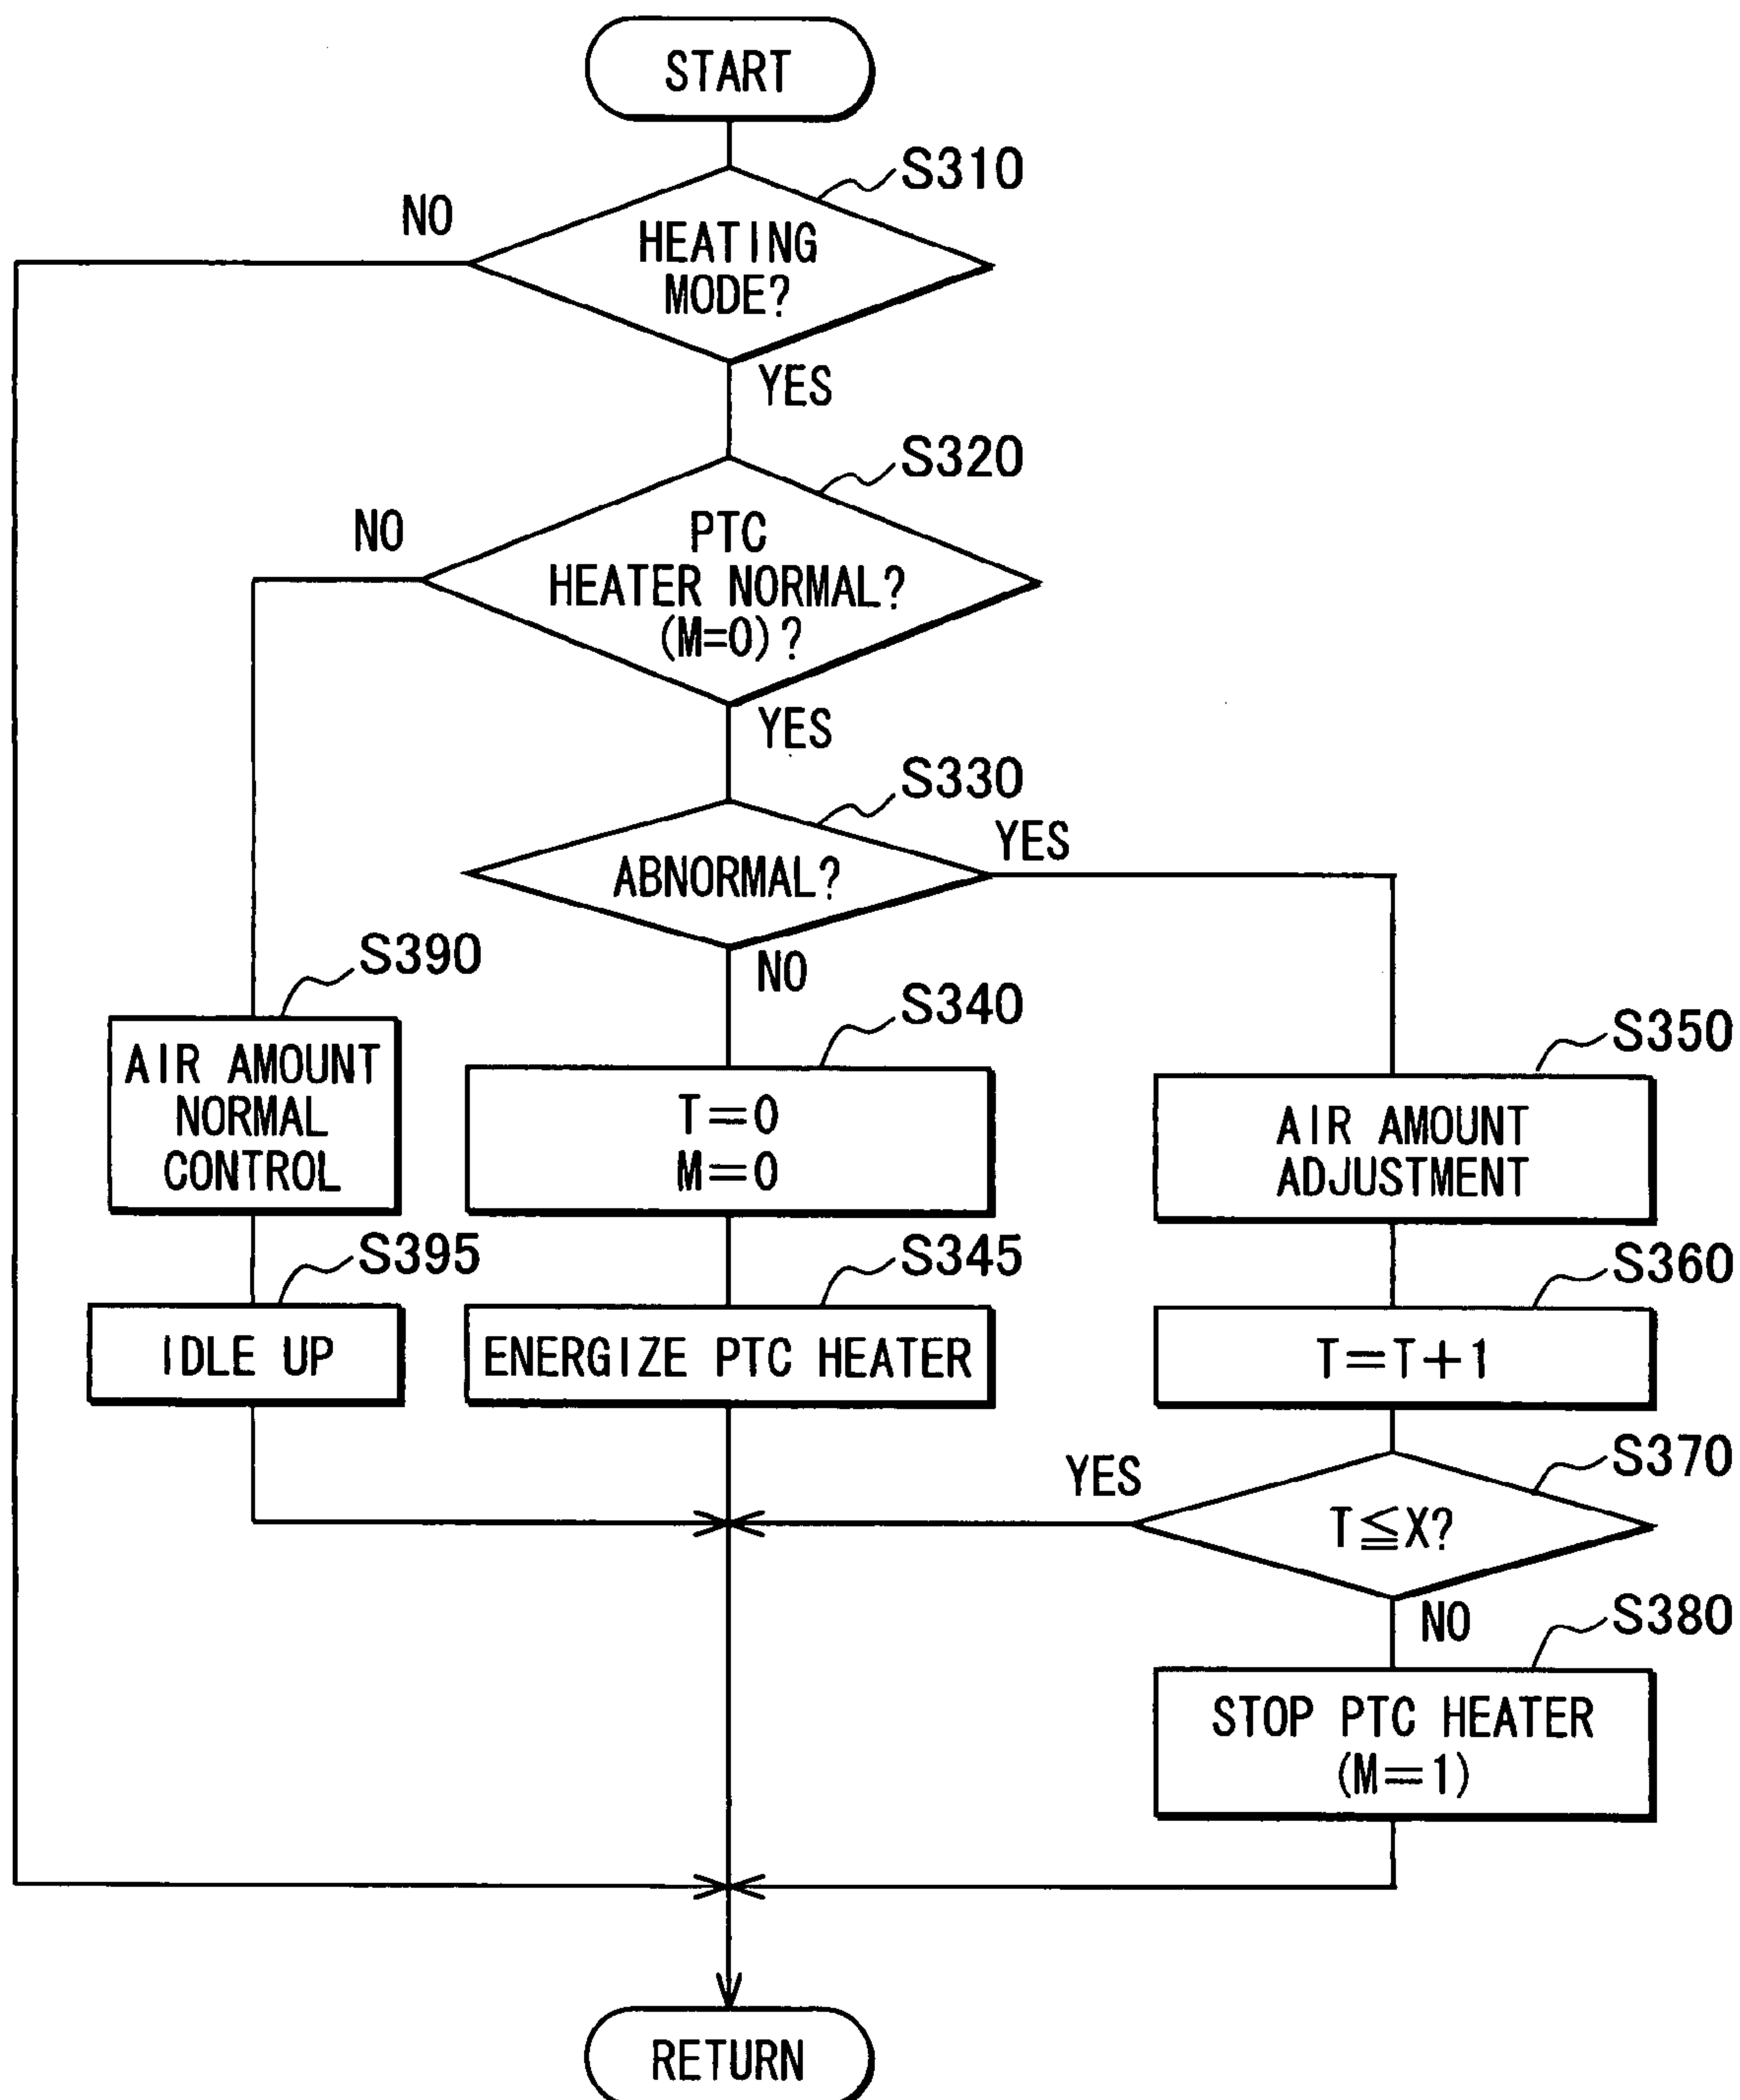 START
S310
NO
HEATING
MODE?
YES
S320
NO
PTC
HEATER NORMAL?
(M=0)?
YES
S330
YES
ABNORMAL?
NO
S390
AIR AMOUNT
NORMAL
CONTROL
S340
T=0
M=0
S350
AIR AMOUNT
ADJUSTMENT
S395
IDLE UP
S345
ENERGIZE PTC HEATER
S360
T=T+1
S370
YES
T≦X?
NO
S380
STOP PTC HEATER
(M=1)
RETURN